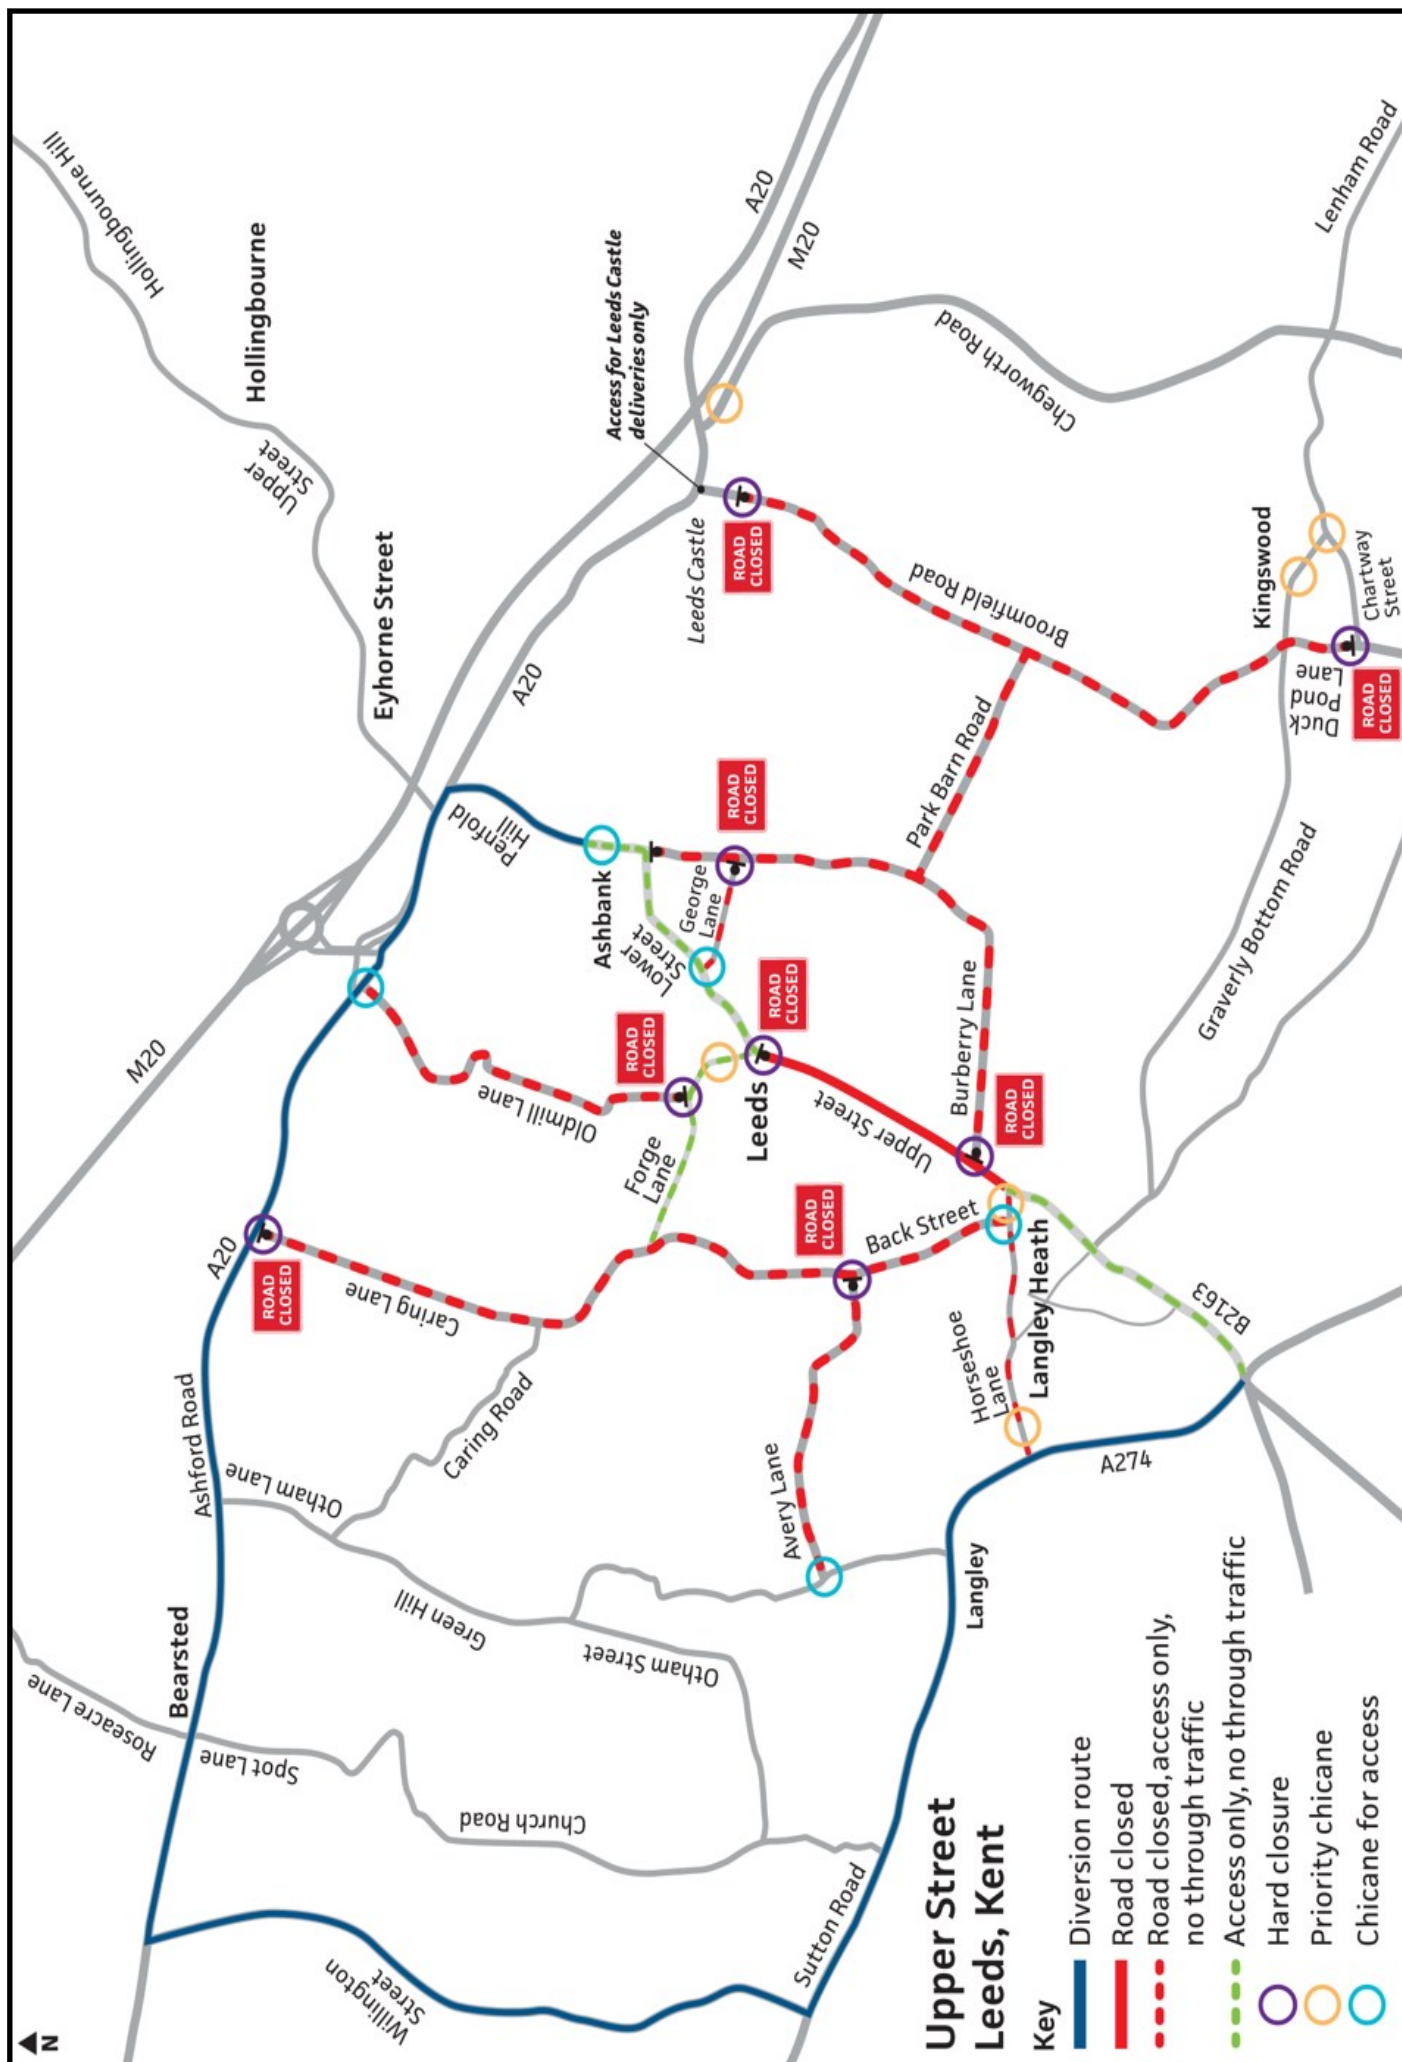 N
Hollingbourne Hill
Hollingbourne
Upper
Street
Eyhorne Street
M20
A20
Ashford Road
Bearsted
Roseacre Lane
Spot Lane
Church Road
Willington
Street
Otham Lane
Green Hill
Otham Street
Caring Road
Caring Lane
ROAD
CLOSED
Oldmill Lane
Forge
Lane
ROAD
CLOSED
Penfold
Hill
Ashbank
Lower
Street
George
Lane
ROAD
CLOSED
A20
Access for Leeds Castle
deliveries only
Leeds Castle
ROAD
CLOSED
A20
M20
Chegworth Road
Lenham Road
Broomfield Road
Park Barn Road
Leeds
ROAD
CLOSED
Upper Street
Burberry Lane
ROAD
CLOSED
ROAD
CLOSED
Back Street
Avery Lane
Horseshoe
Lane
Langley Heath
B2163
A274
Langley
Sutton Road
Kingswood
Chartway
Street
Duck
Pond
Lane
ROAD
CLOSED
Graverly Bottom Road
Upper Street
Leeds, Kent
Key
Diversion route
Road closed
Road closed, access only,
no through traffic
Access only, no through traffic
Hard closure
Priority chicane
Chicane for access